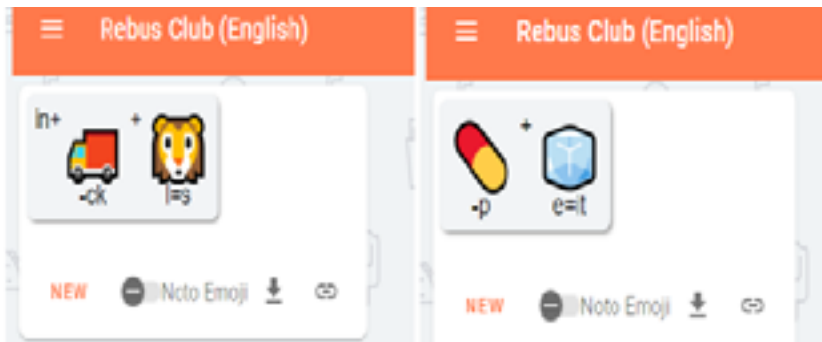 Rebus Club (English)
In+
+
-ck
l=s
NEW
Noto Emoji
Rebus Club (English)
+
-p
e=it
NEW
Noto Emoji